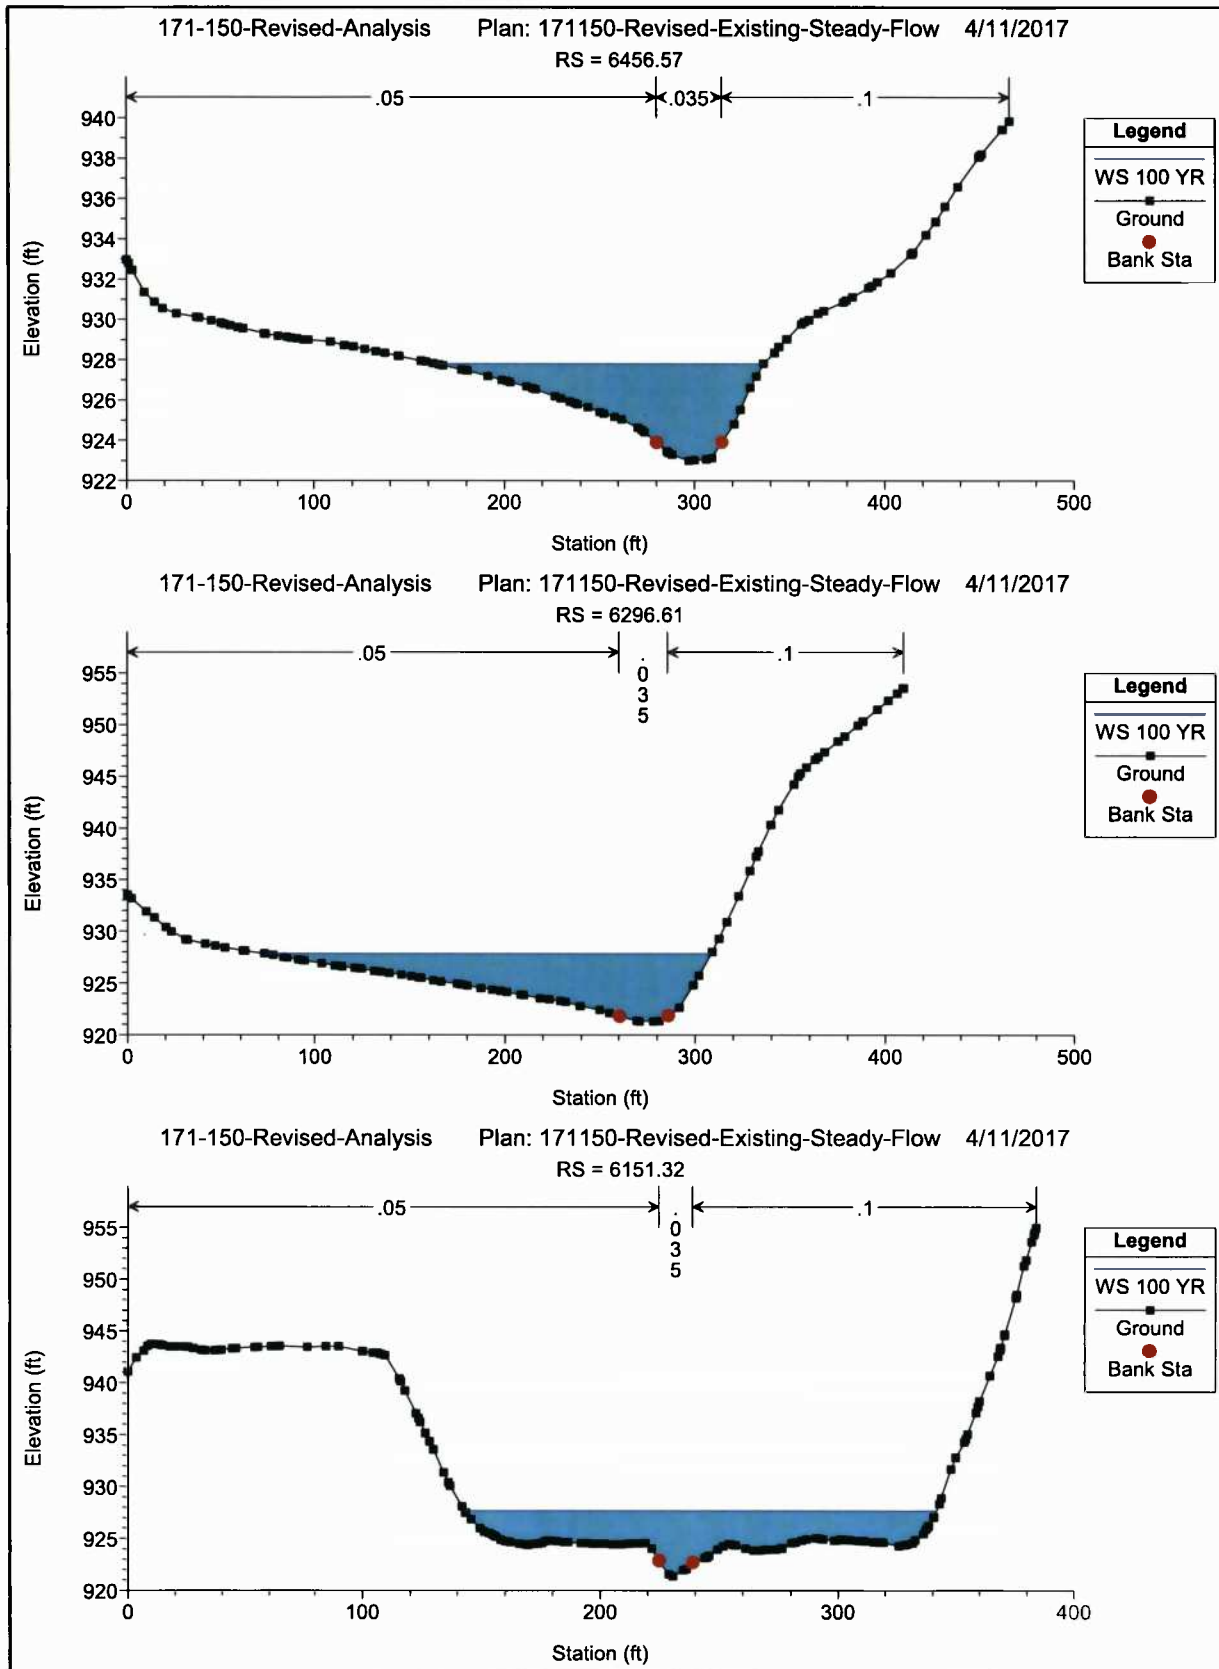 171-150-Revised-Analysis Plan: 171150-Revised-Existing-Steady-Flow 4/11/2017
RS = 6456.57
.05 .035 .1
940
938
936
934
932
930
928
926
924
922
Elevation (ft)
0 100 200 300 400 500
Station (ft)
Legend
WS 100 YR
Ground
Bank Sta
171-150-Revised-Analysis Plan: 171150-Revised-Existing-Steady-Flow 4/11/2017
RS = 6296.61
.05 .035 .1
955
950
945
940
935
930
925
920
Elevation (ft)
0 100 200 300 400 500
Station (ft)
Legend
WS 100 YR
Ground
Bank Sta
171-150-Revised-Analysis Plan: 171150-Revised-Existing-Steady-Flow 4/11/2017
RS = 6151.32
.05 .035 .1
955
950
945
940
935
930
925
920
Elevation (ft)
0 100 200 300 400
Station (ft)
Legend
WS 100 YR
Ground
Bank Sta